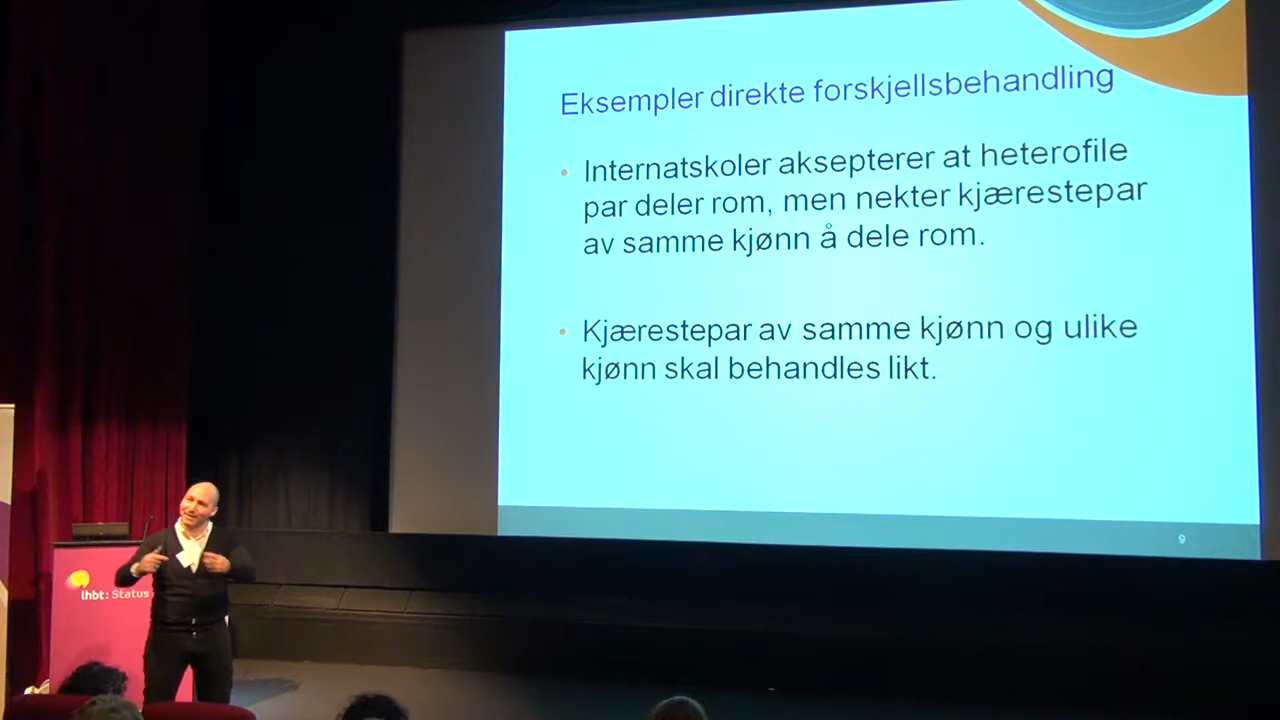 Eksempler direkte forskjellsbehandling
• Internatskoler aksepterer at heterofile
par deler rom, men nekter kjærestepar
av samme kjønn å dele rom.
• Kjærestepar av samme kjønn og ulike
kjønn skal behandles likt.
9
lhbt: Status